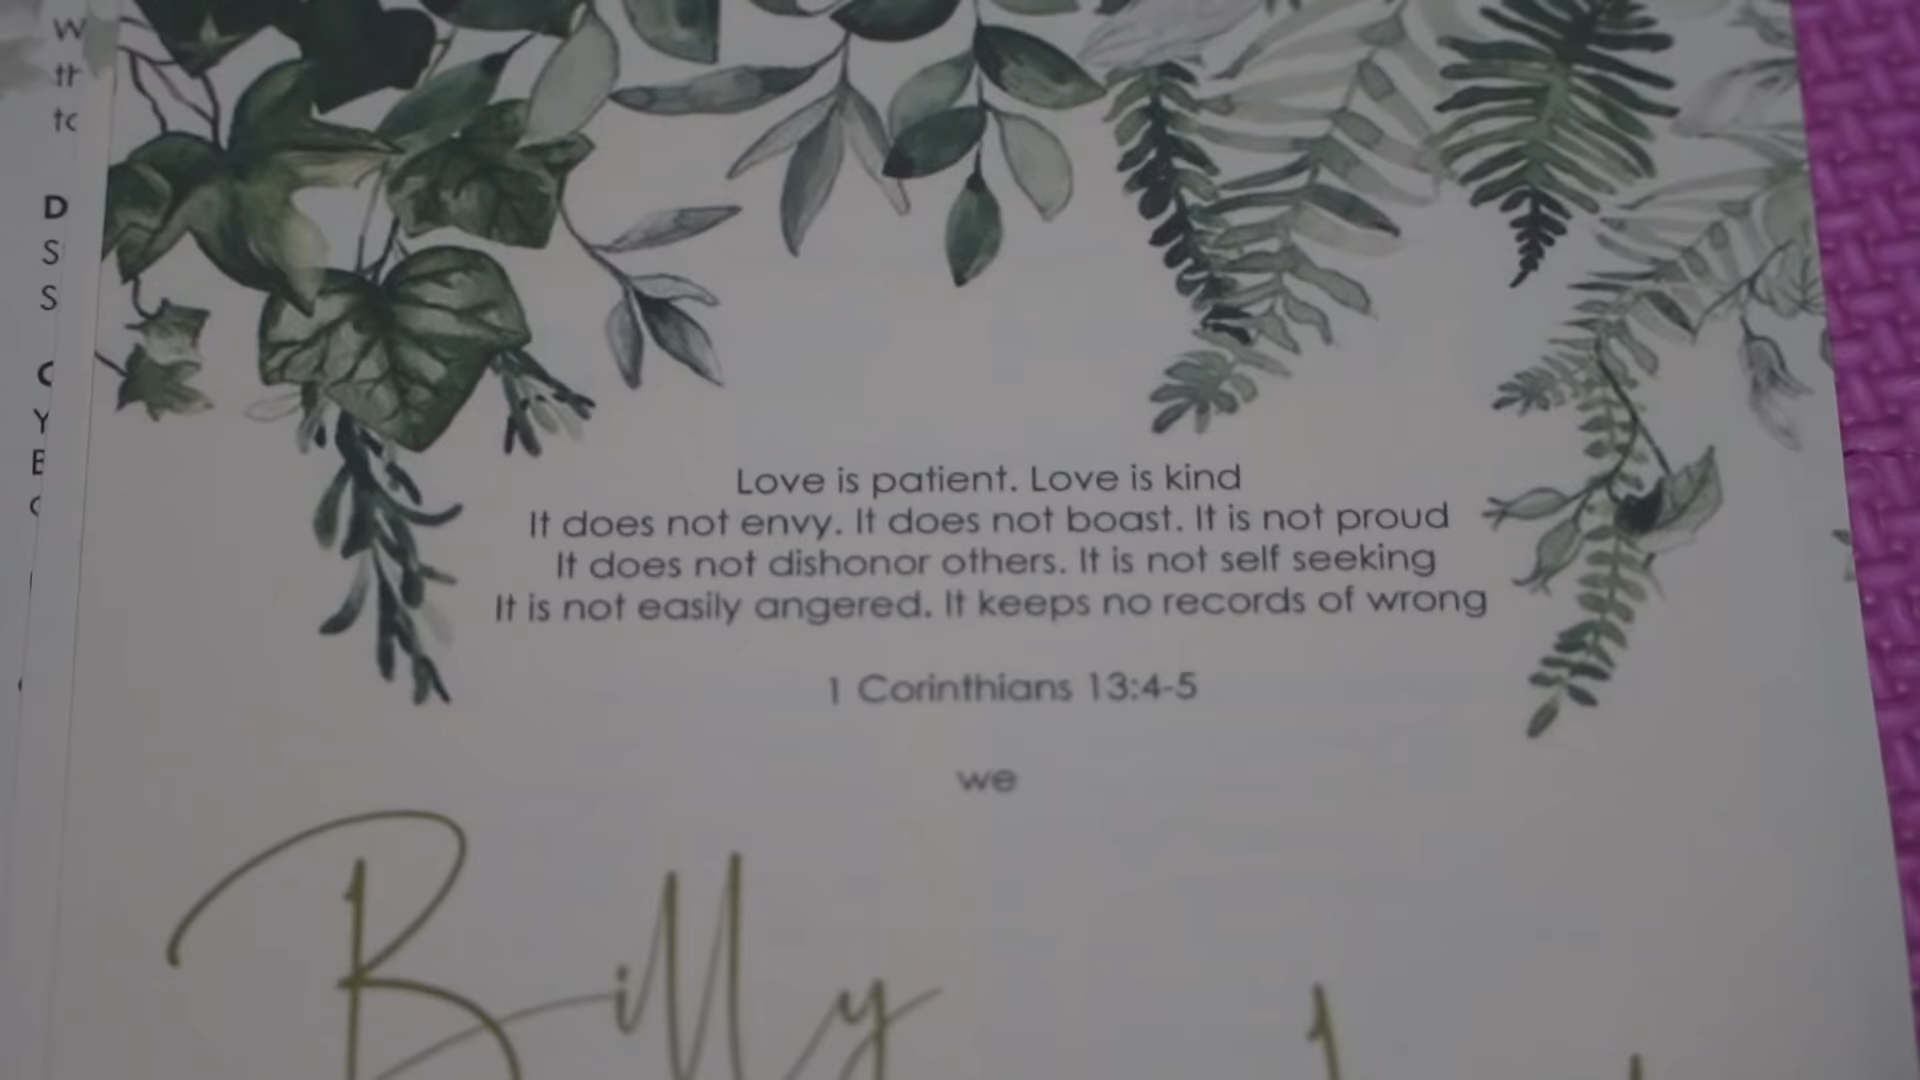 w
th
to
D
S
S
Y
Love is patient. Love is kind
It does not envy. It does not boast. It is not proud
It does not dishonor others. It is not self seeking
It is not easily angered. It keeps no records of wrong
1 Corinthians 13:4-5
we
Billy